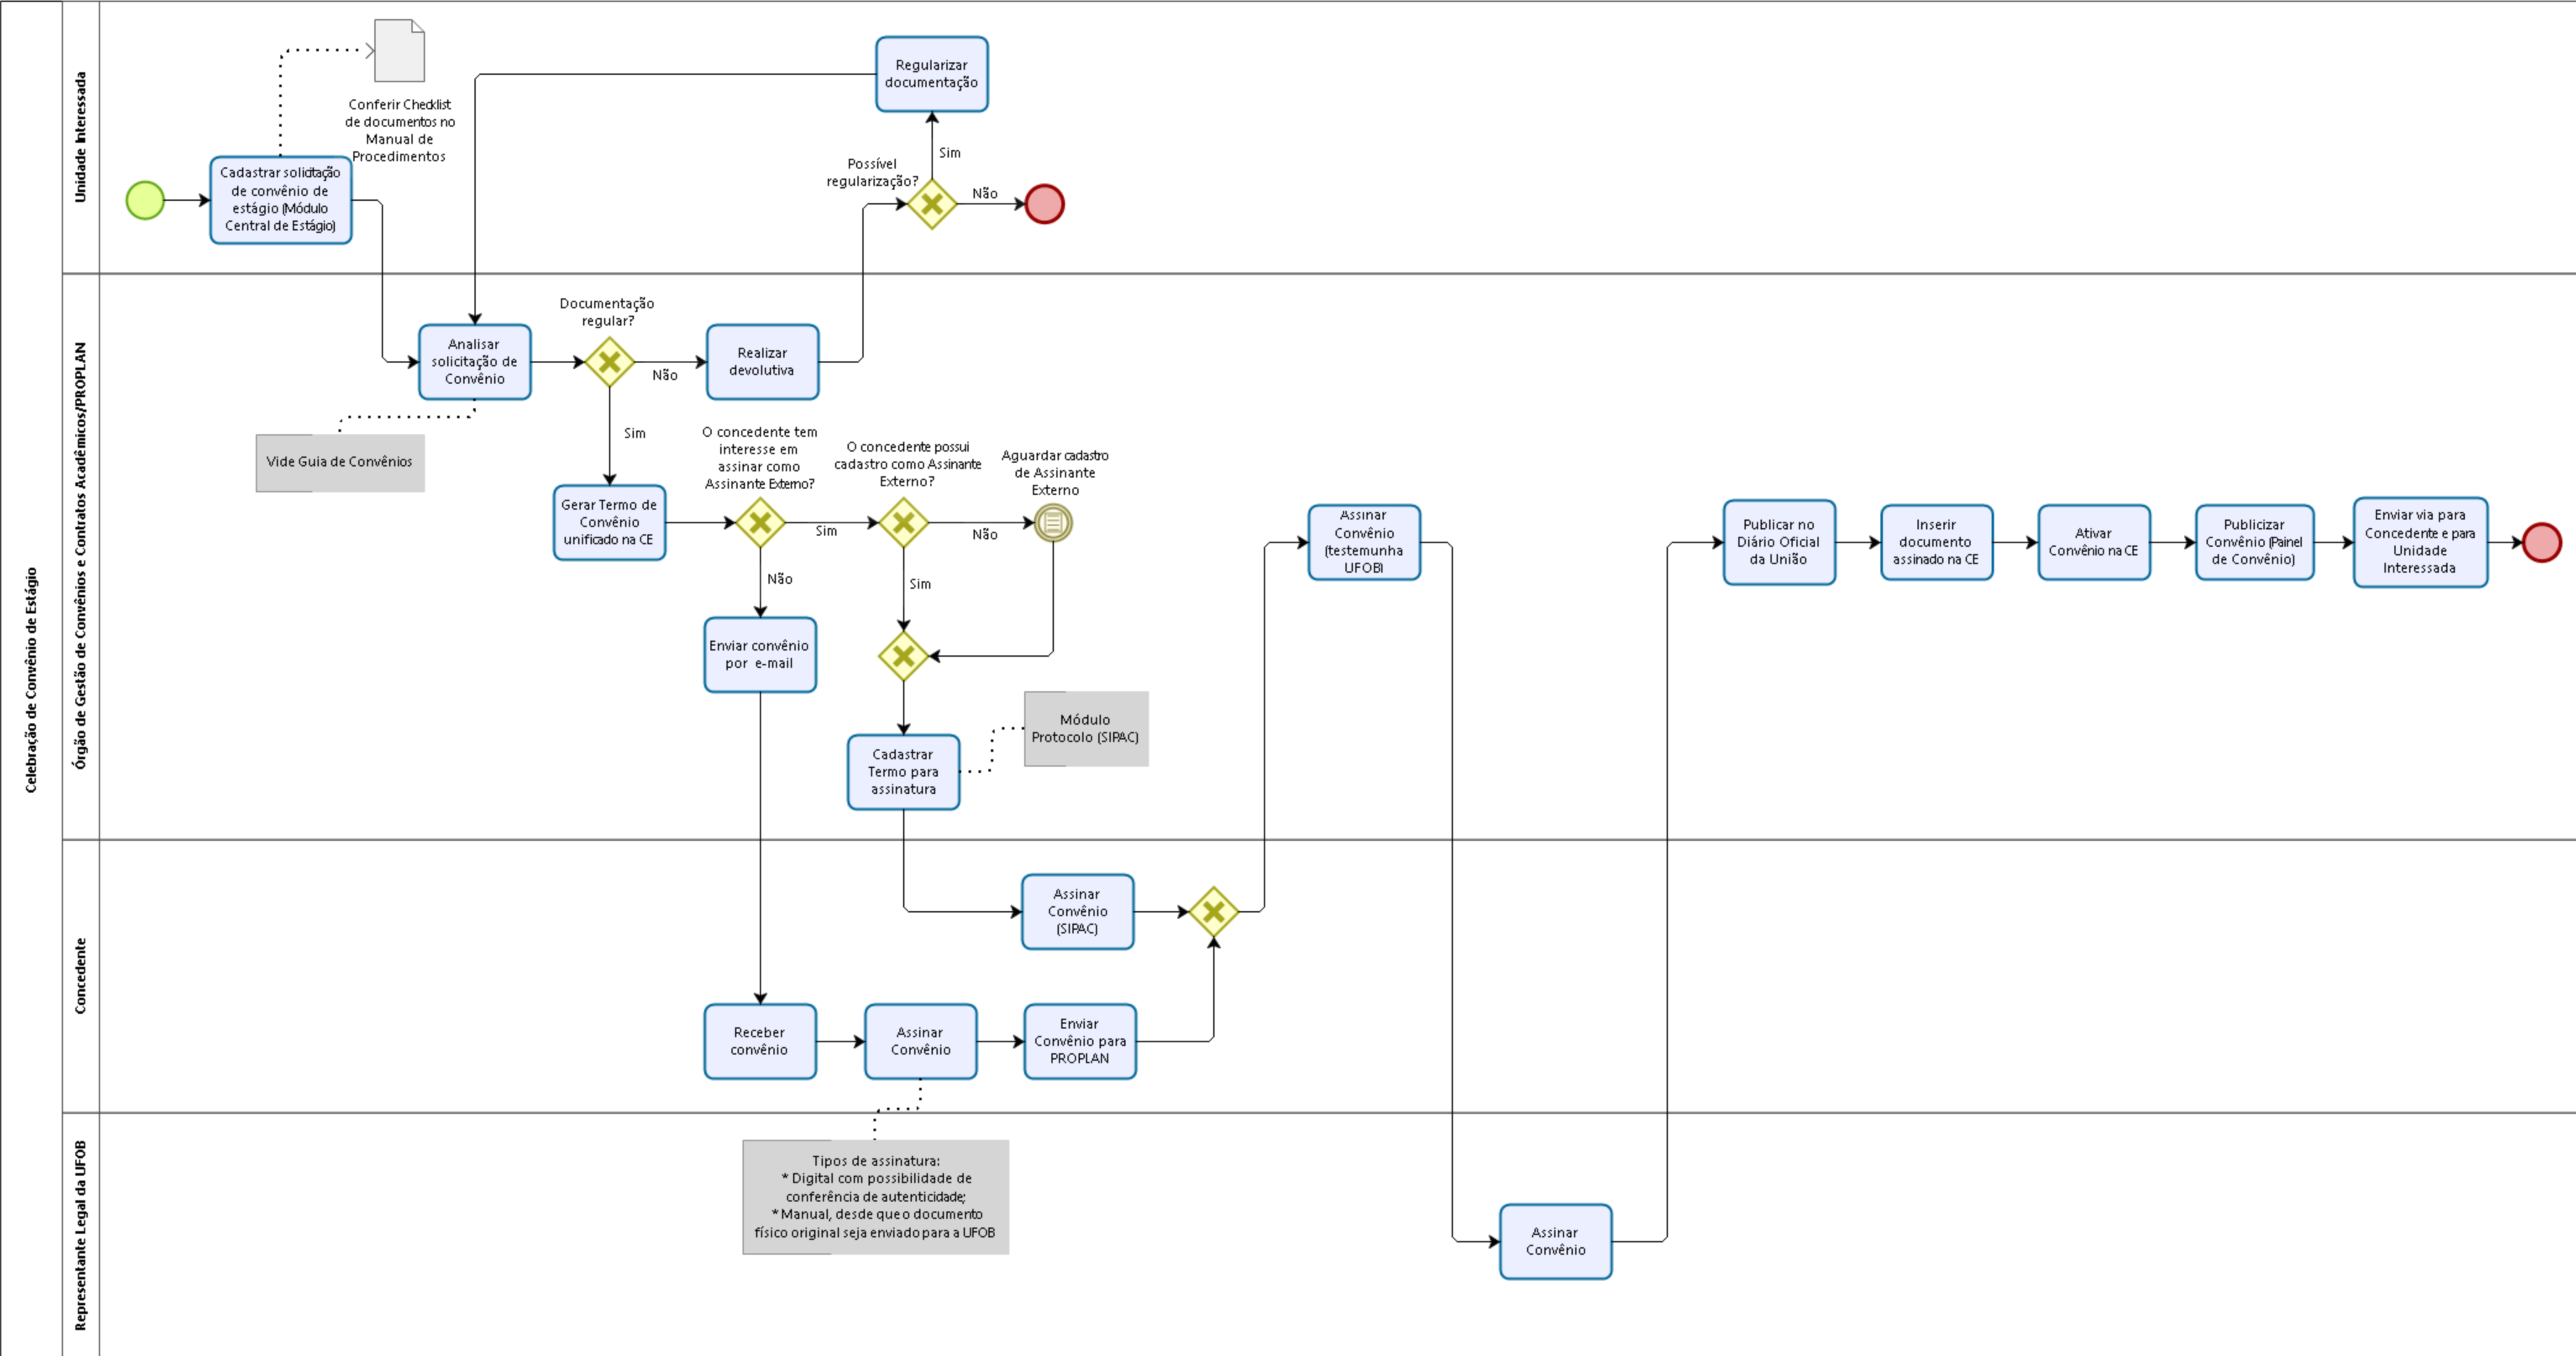 Celebração de Convênio de Estágio
Unidade Interessada
Conferir Checklist
de documentos no
Manual de
Procedimentos
Cadastrar solicitação
de convênio de
estágio (Módulo
Central de Estágio)
Regularizar
documentação
Sim
Possível
regularização?
Não
Órgão de Gestão de Convênios e Contratos Acadêmicos/PROPLAN
Documentação
regular?
Analisar
solicitação de
Convênio
Não
Realizar
devolutiva
Vide Guia de Convênios
Sim
O concedente tem
interesse em
assinar como
Assinante Externo?
O concedente possui
cadastro como Assinante
Externo?
Aguardar cadastro
de Assinante
Externo
Gerar Termo de
Convênio
unificado na CE
Sim
Não
Não
Sim
Enviar convênio
por e-mail
Módulo
Protocolo (SIPAC)
Cadastrar
Termo para
assinatura
Assinar
Convênio
(testemunha
UFOB)
Publicar no
Diário Oficial
da União
Inserir
documento
assinado na CE
Ativar
Convênio na CE
Publicizar
Convênio (Painel
de Convênio)
Enviar via para
Concedente e para
Unidade
Interessada
Concedente
Assinar
Convênio
(SIPAC)
Receber
convênio
Assinar
Convênio
Enviar
Convênio para
PROPLAN
Representante Legal da UFOB
Tipos de assinatura:
* Digital com possibilidade de
conferência de autenticidade;
* Manual, desde que o documento
físico original seja enviado para a UFOB
Assinar
Convênio